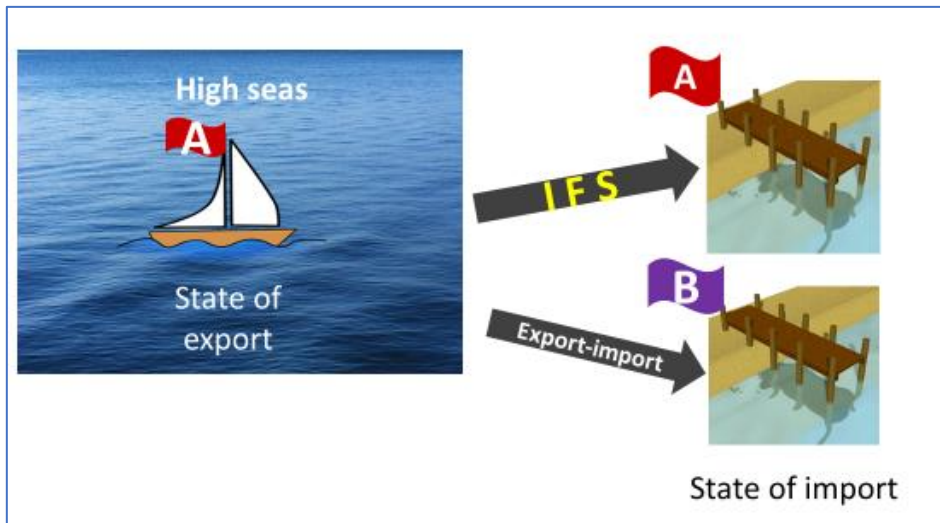 High seas
A
State of
export
I F S
A
Export-import
B
State of import